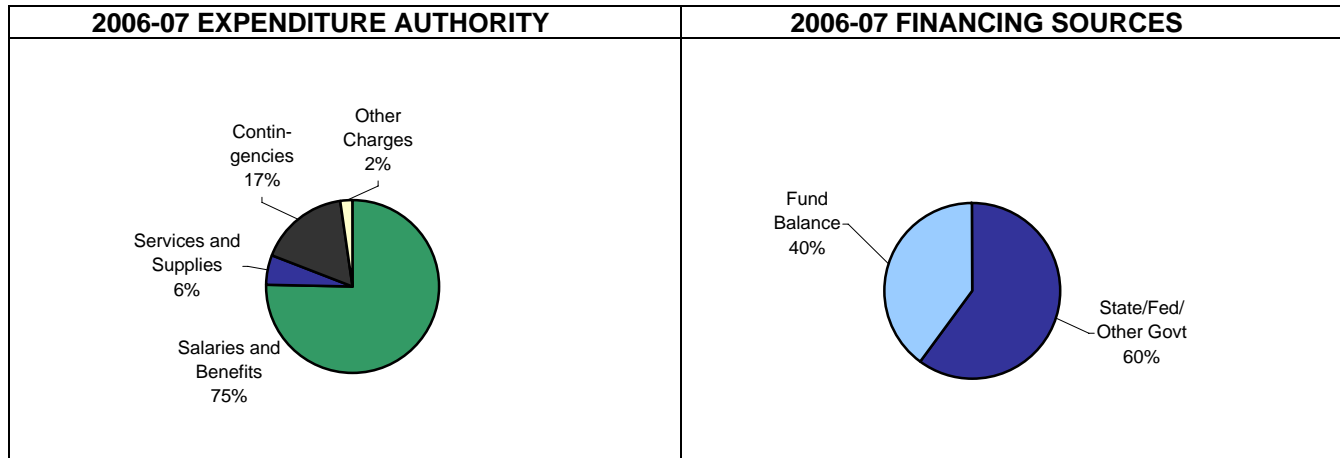 2006-07 EXPENDITURE AUTHORITY
Other
Charges
2%
Contin-
gencies
17%
Services and
Supplies
6%
Salaries and
Benefits
75%
2006-07 FINANCING SOURCES
Fund
Balance
40%
State/Fed/
Other Govt
60%